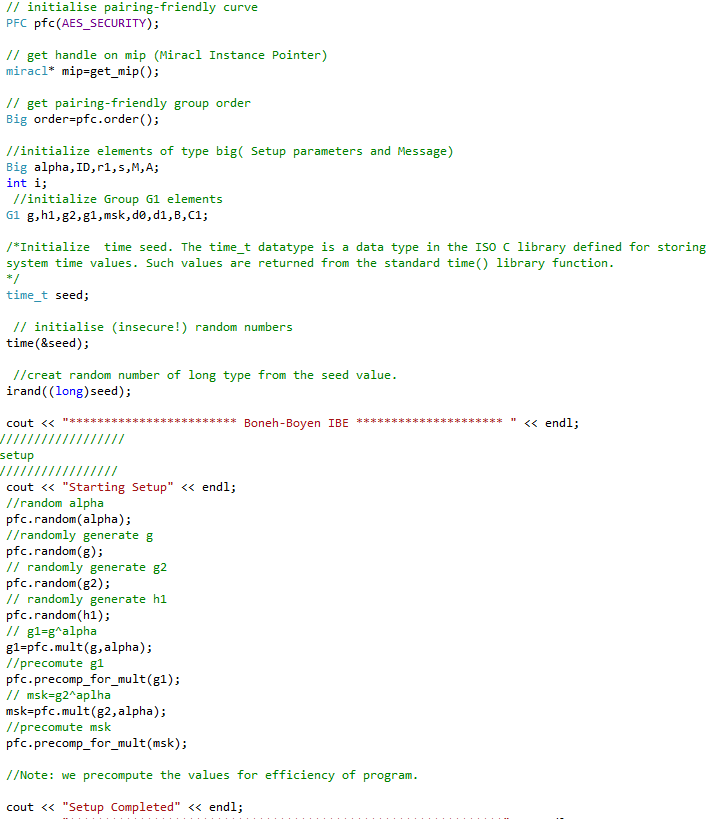 // initialise pairing-friendly curve
PFC pfc(AES_SECURITY);
// get handle on mip (Miracl Instance Pointer)
miracl* mip=get_mip();
// get pairing-friendly group order
Big order=pfc.order();
//initialize elements of type big( Setup parameters and Message)
Big alpha,ID,r1,s,M,A;
int i;
//initialize Group G1 elements
G1 g,h1,g2,g1,msk,d0,d1,B,C1;
/*Initialize  time seed. The time_t datatype is a data type in the ISO C library defined for storing
system time values. Such values are returned from the standard time() library function.
*/
time_t seed;
// initialise (insecure!) random numbers
time(&seed);
//creat random number of long type from the seed value.
irand((long)seed);
cout << "************************ Boneh-Boyen IBE ********************* " << endl;
//////////////////
setup
/////////////////
cout << "Starting Setup" << endl;
//random alpha
pfc.random(alpha);
//randomly generate g
pfc.random(g);
// randomly generate g2
pfc.random(g2);
// randomly generate h1
pfc.random(h1);
// g1=g^alpha
g1=pfc.mult(g,alpha);
//precomute g1
pfc.precomp_for_mult(g1);
// msk=g2^aplha
msk=pfc.mult(g2,alpha);
//precomute msk
pfc.precomp_for_mult(msk);
//Note: we precompute the values for efficiency of program.
cout << "Setup Completed" << endl;